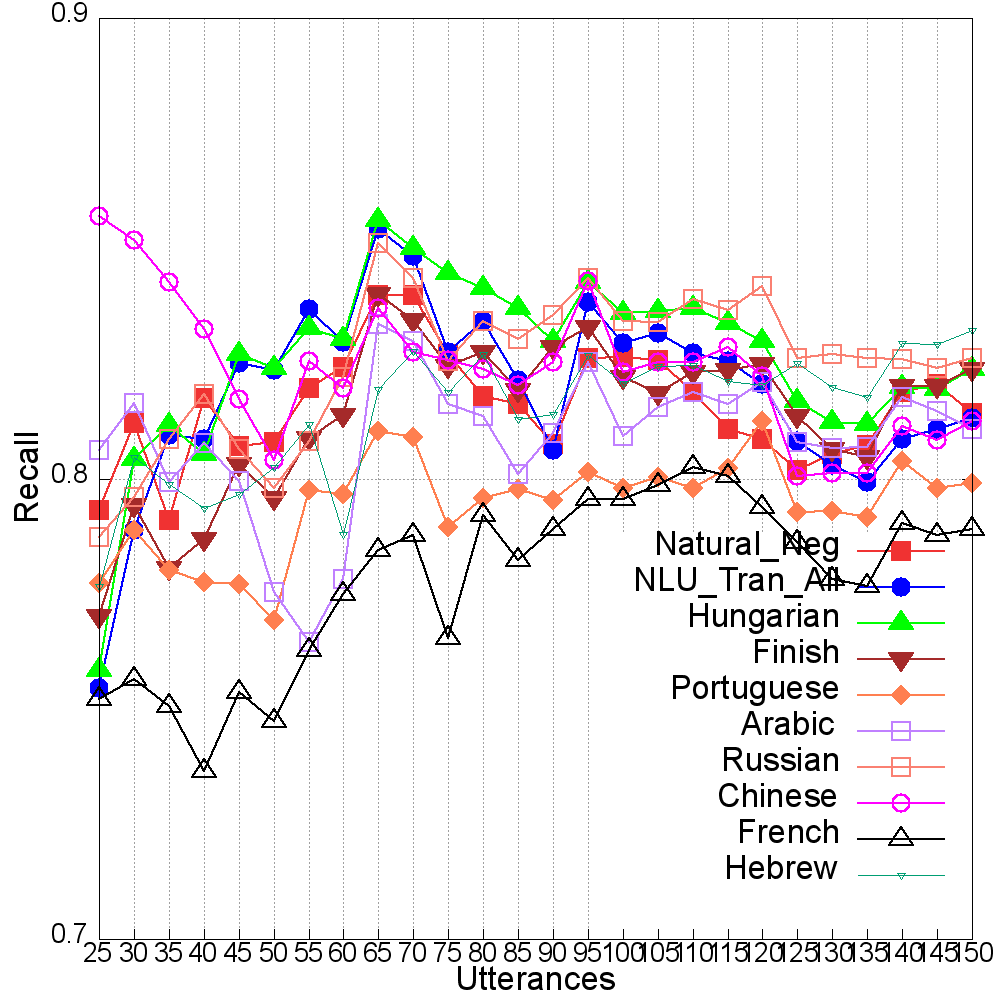 0.9
0.8
0.7
Recall
Natural_Neg
NLU_Tran_All
Hungarian
Finish
Portuguese
Arabic
Russian
Chinese
French
Hebrew
25 30 35 40 45 50 55 60 65 70 75 80 85 90 95 100 105 110 115 120 125 130 135 140 145 150
Utterances